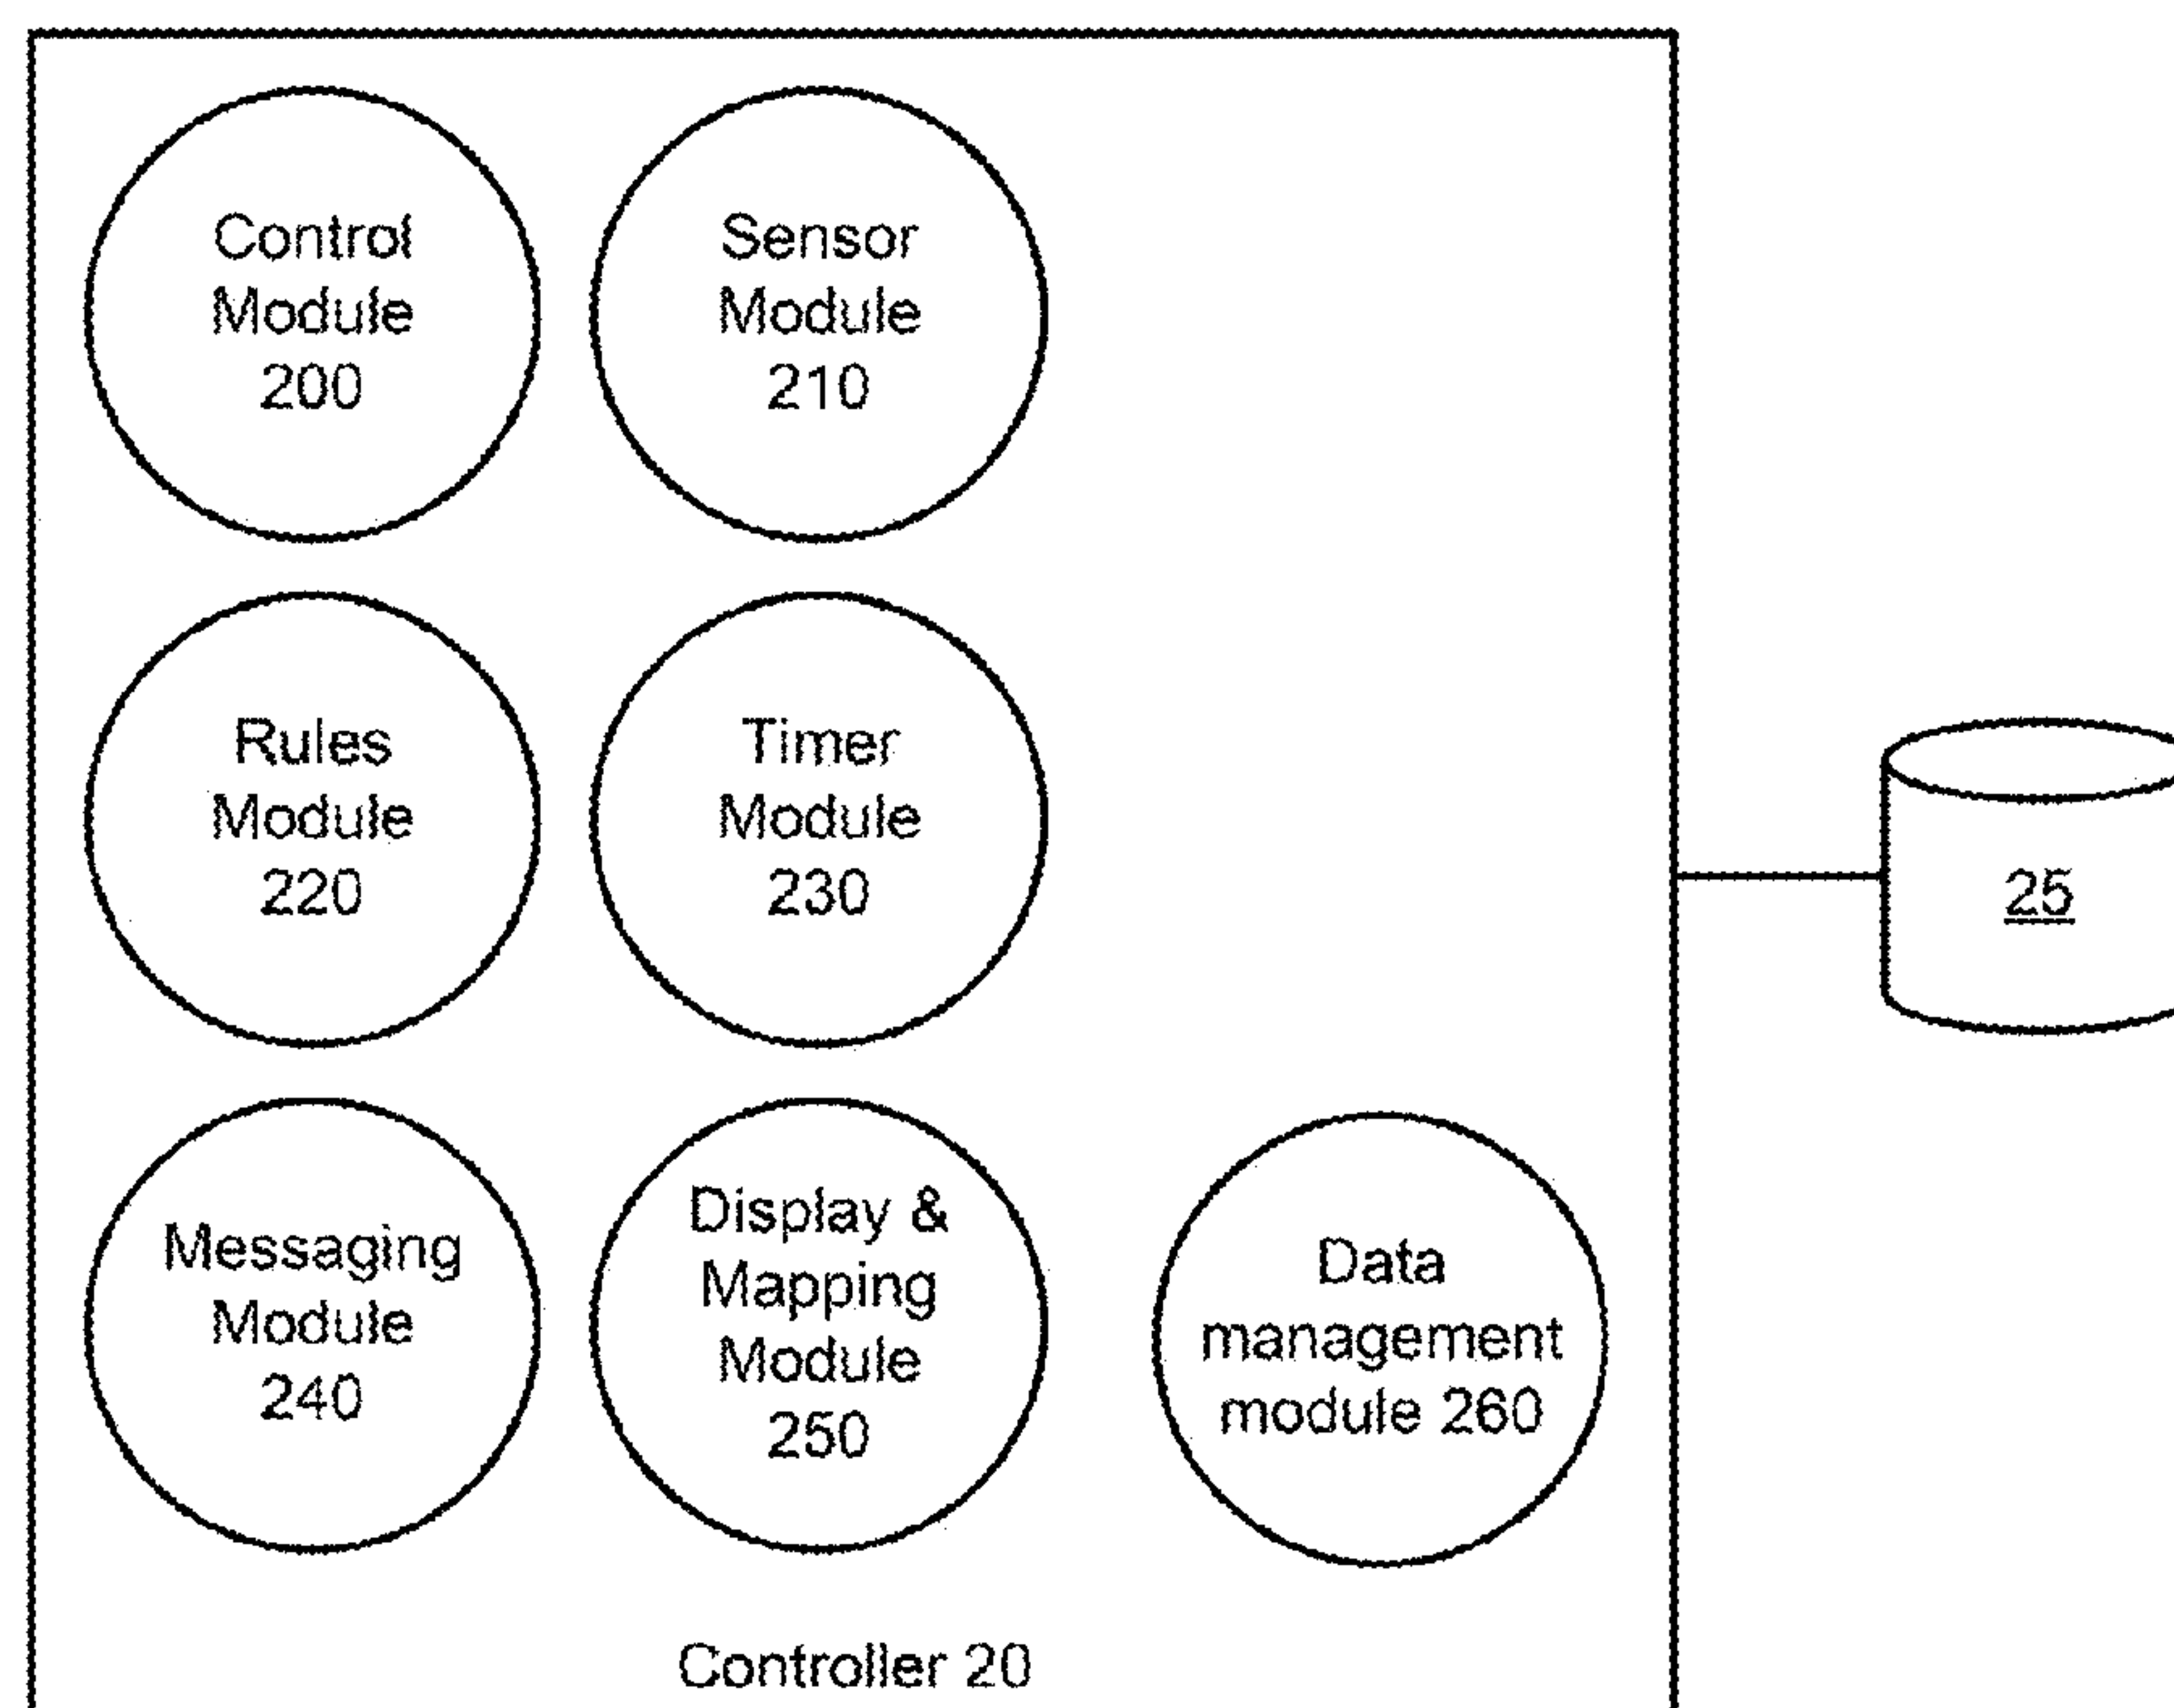 Control
Module
200
Sensor
Module
210
Rules
Module
220
Timer
Module
230
25
Messaging
Module
240
Display &
Mapping
Module
250
Data
management
module 260
Controller 20